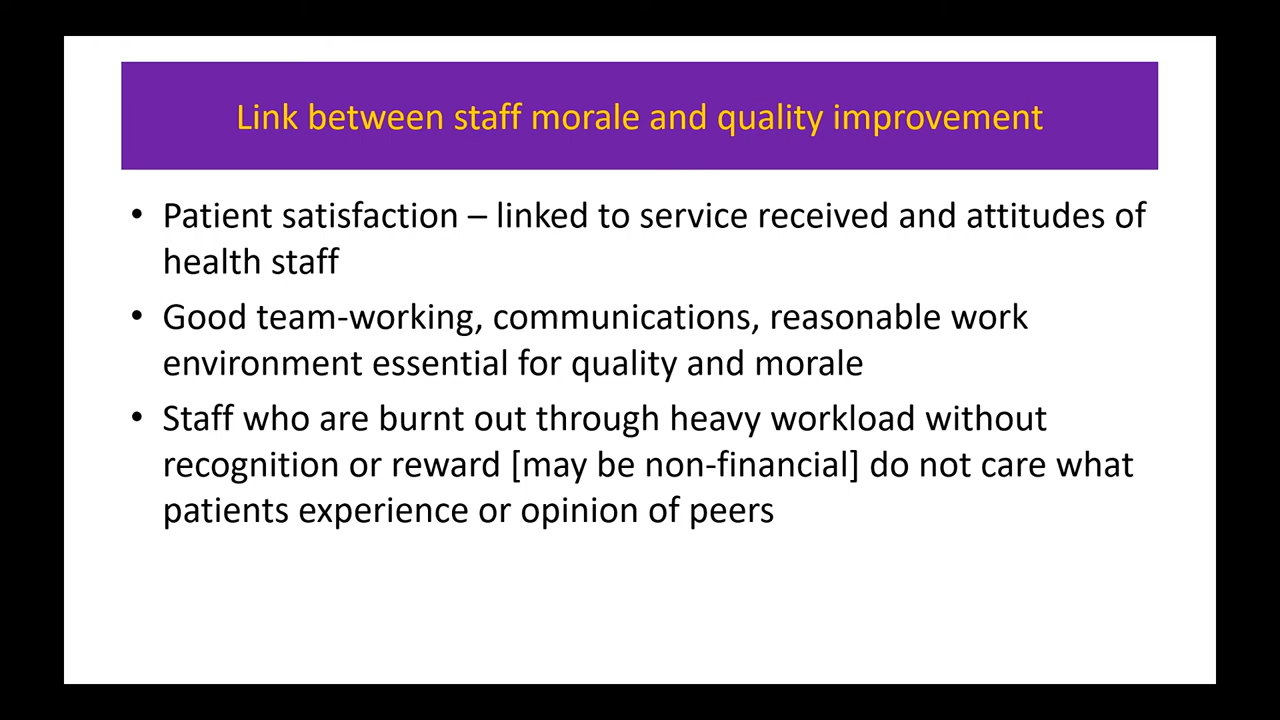 Link between staff morale and quality improvement
• Patient satisfaction – linked to service received and attitudes of
health staff
• Good team-working, communications, reasonable work
environment essential for quality and morale
• Staff who are burnt out through heavy workload without
recognition or reward [may be non-financial] do not care what
patients experience or opinion of peers